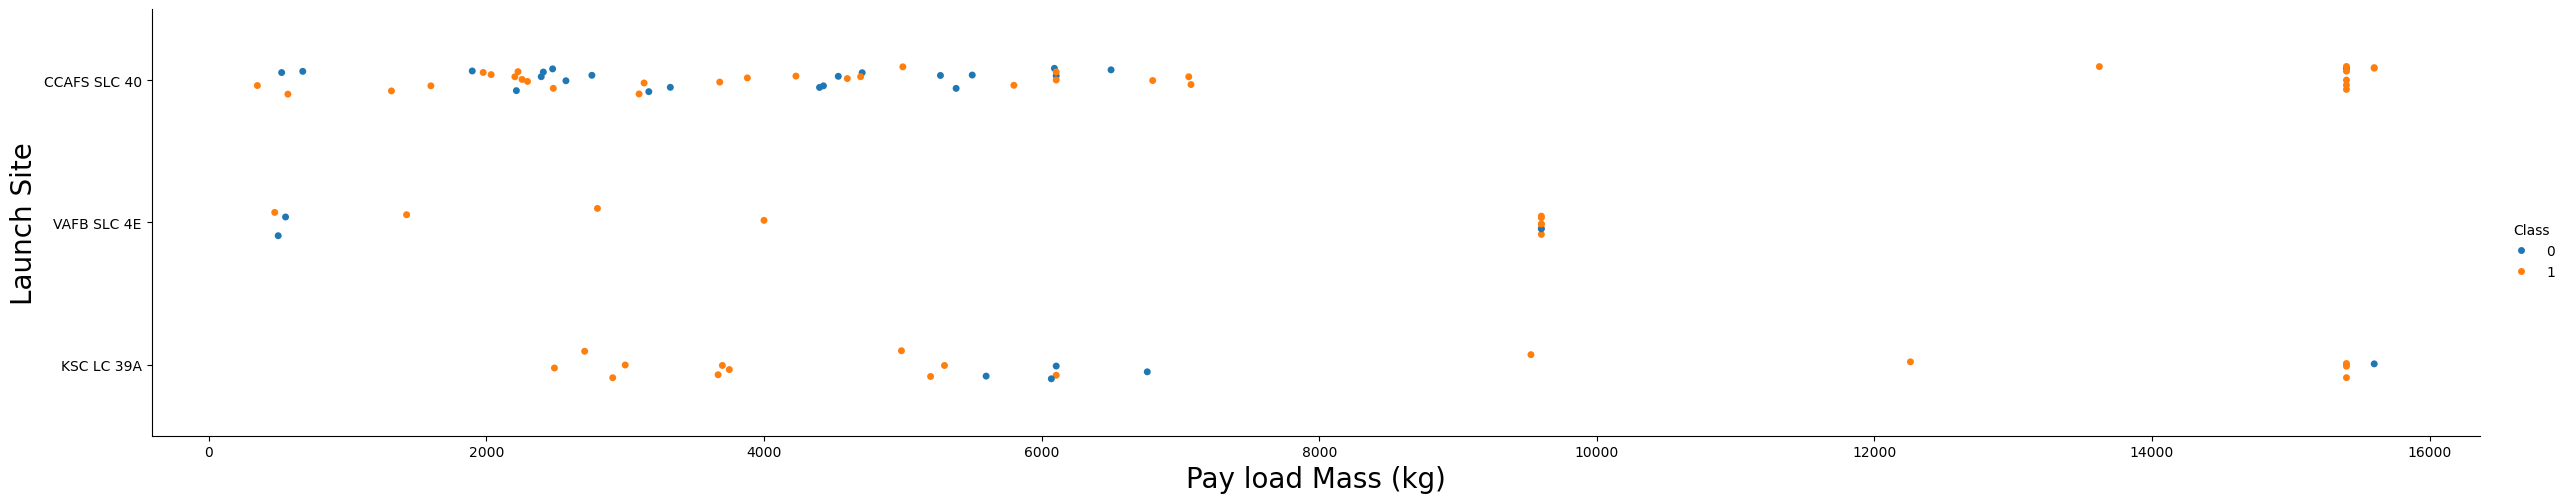 Launch Site
CCAFS SLC 40
VAFB SLC 4E
KSC LC 39A
0 2000 4000 6000 8000 10000 12000 14000 16000
Pay load Mass (kg)
Class
0
1